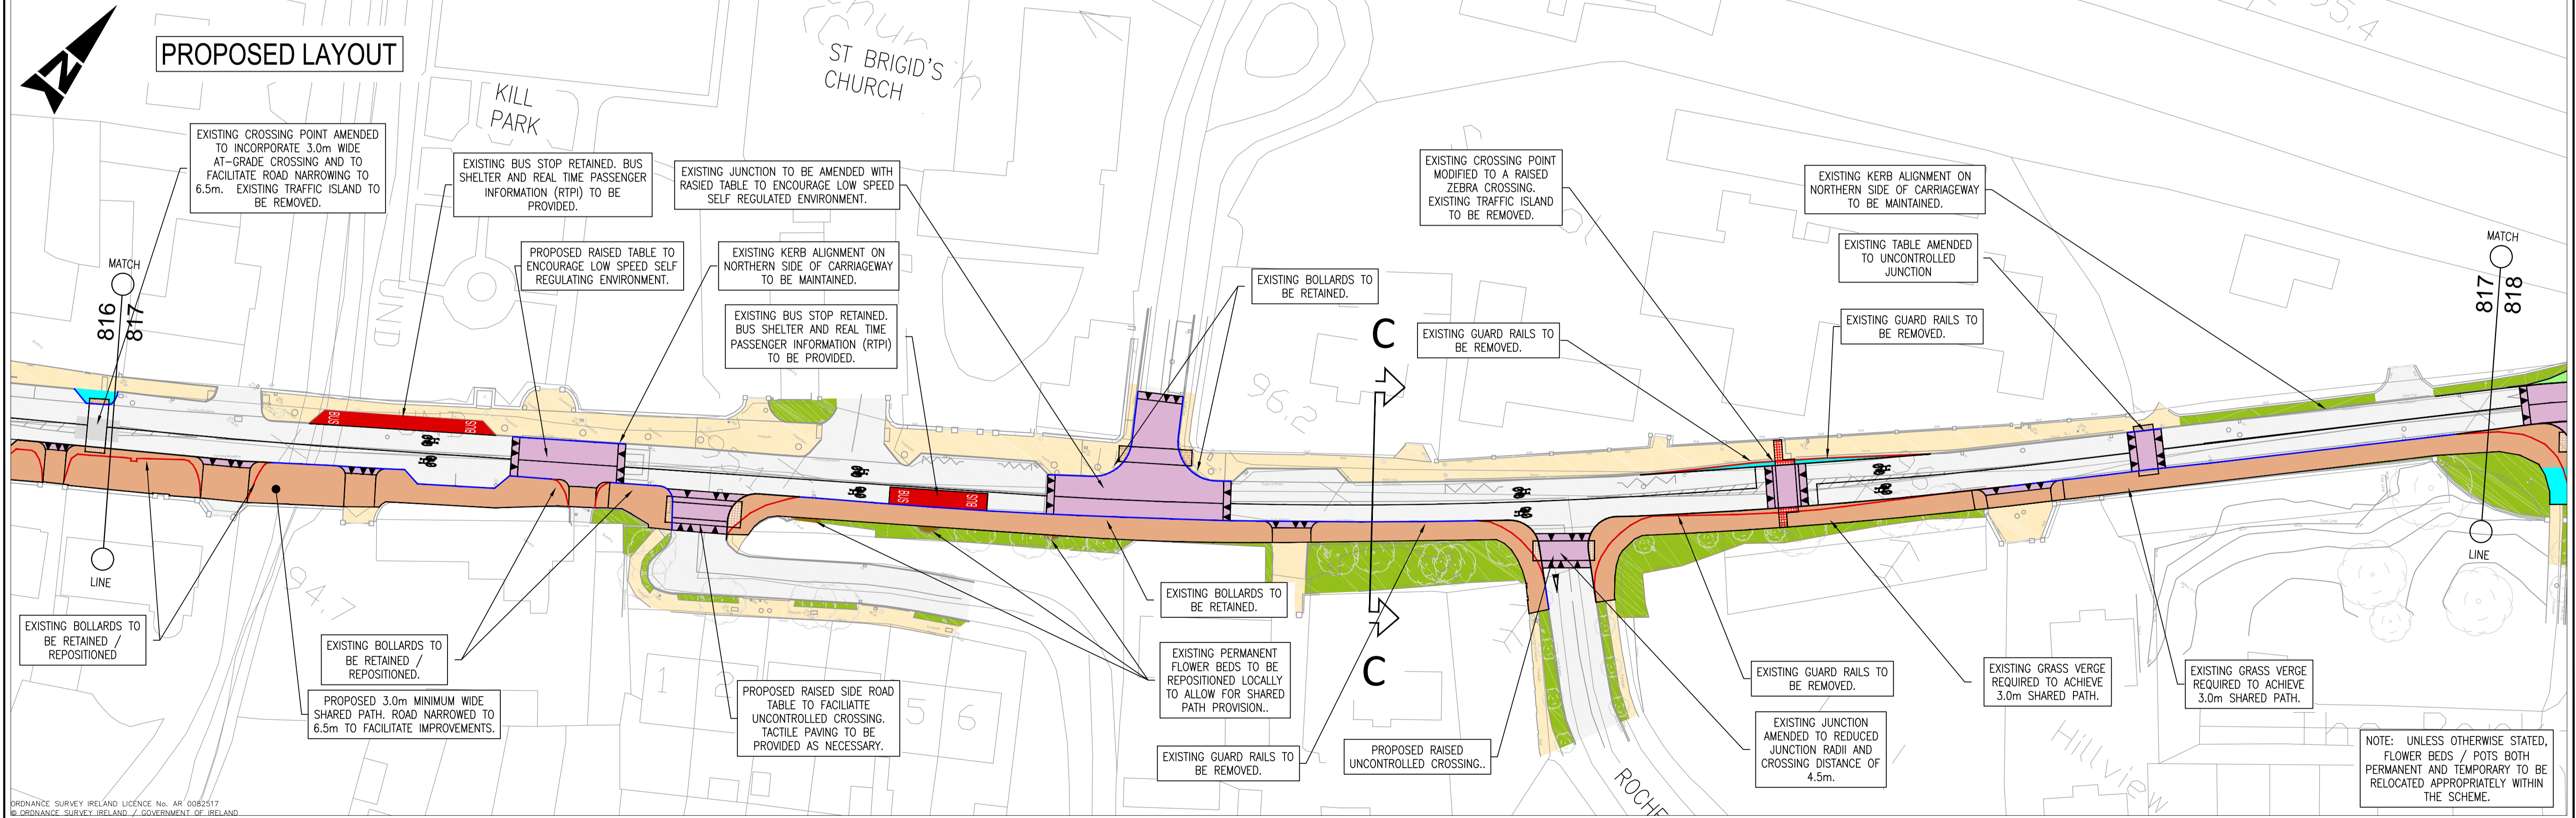 PROPOSED LAYOUT
N
KILL
PARK
Church
ST BRIGID'S
CHURCH
95,4
EXISTING CROSSING POINT AMENDED
TO INCORPORATE 3.0m WIDE
AT-GRADE CROSSING AND TO
FACILITATE ROAD NARROWING TO
6.5m. EXISTING TRAFFIC ISLAND TO
BE REMOVED.
EXISTING BUS STOP RETAINED. BUS
SHELTER AND REAL TIME PASSENGER
INFORMATION (RTPI) TO BE
PROVIDED.
EXISTING JUNCTION TO BE AMENDED WITH
RASIED TABLE TO ENCOURAGE LOW SPEED
SELF REGULATED ENVIRONMENT.
PROPOSED RAISED TABLE TO
ENCOURAGE LOW SPEED SELF
REGULATING ENVIRONMENT.
EXISTING KERB ALIGNMENT ON
NORTHERN SIDE OF CARRIAGEWAY
TO BE MAINTAINED.
EXISTING BUS STOP RETAINED.
BUS SHELTER AND REAL TIME
PASSENGER INFORMATION (RTPI)
TO BE PROVIDED.
EXISTING BOLLARDS TO
BE RETAINED.
EXISTING CROSSING POINT
MODIFIED TO A RAISED
ZEBRA CROSSING.
EXISTING TRAFFIC ISLAND
TO BE REMOVED.
EXISTING KERB ALIGNMENT ON
NORTHERN SIDE OF CARRIAGEWAY
TO BE MAINTAINED.
EXISTING TABLE AMENDED
TO UNCONTROLLED
JUNCTION
EXISTING GUARD RAILS TO
BE REMOVED.
EXISTING GUARD RAILS TO
BE REMOVED.
MATCH
816
817
LINE
MATCH
817
818
LINE
C
C
96,2
94,7
BUS
BUS
BUS
BUS
EXISTING BOLLARDS TO
BE RETAINED /
REPOSITIONED
EXISTING BOLLARDS TO
BE RETAINED /
REPOSITIONED.
PROPOSED 3.0m MINIMUM WIDE
SHARED PATH. ROAD NARROWED TO
6.5m TO FACILITATE IMPROVEMENTS.
1
2
5
6
PROPOSED RAISED SIDE ROAD
TABLE TO FACILIATTE
UNCONTROLLED CROSSING.
TACTILE PAVING TO BE
PROVIDED AS NECESSARY.
EXISTING BOLLARDS TO
BE RETAINED.
EXISTING PERMANENT
FLOWER BEDS TO BE
REPOSITIONED LOCALLY
TO ALLOW FOR SHARED
PATH PROVISION..
EXISTING GUARD RAILS TO
BE REMOVED.
PROPOSED RAISED
UNCONTROLLED CROSSING..
EXISTING GUARD RAILS TO
BE REMOVED.
EXISTING JUNCTION
AMENDED TO REDUCED
JUNCTION RADII AND
CROSSING DISTANCE OF
4.5m.
EXISTING GRASS VERGE
REQUIRED TO ACHIEVE
3.0m SHARED PATH.
EXISTING GRASS VERGE
REQUIRED TO ACHIEVE
3.0m SHARED PATH.
Hillview
ROCHE
NOTE: UNLESS OTHERWISE STATED,
FLOWER BEDS / POTS BOTH
PERMANENT AND TEMPORARY TO BE
RELOCATED APPROPRIATELY WITHIN
THE SCHEME.
ORDNANCE SURVEY IRELAND LICENCE No. AR 0082517
© ORDNANCE SURVEY IRELAND / GOVERNMENT OF IRELAND